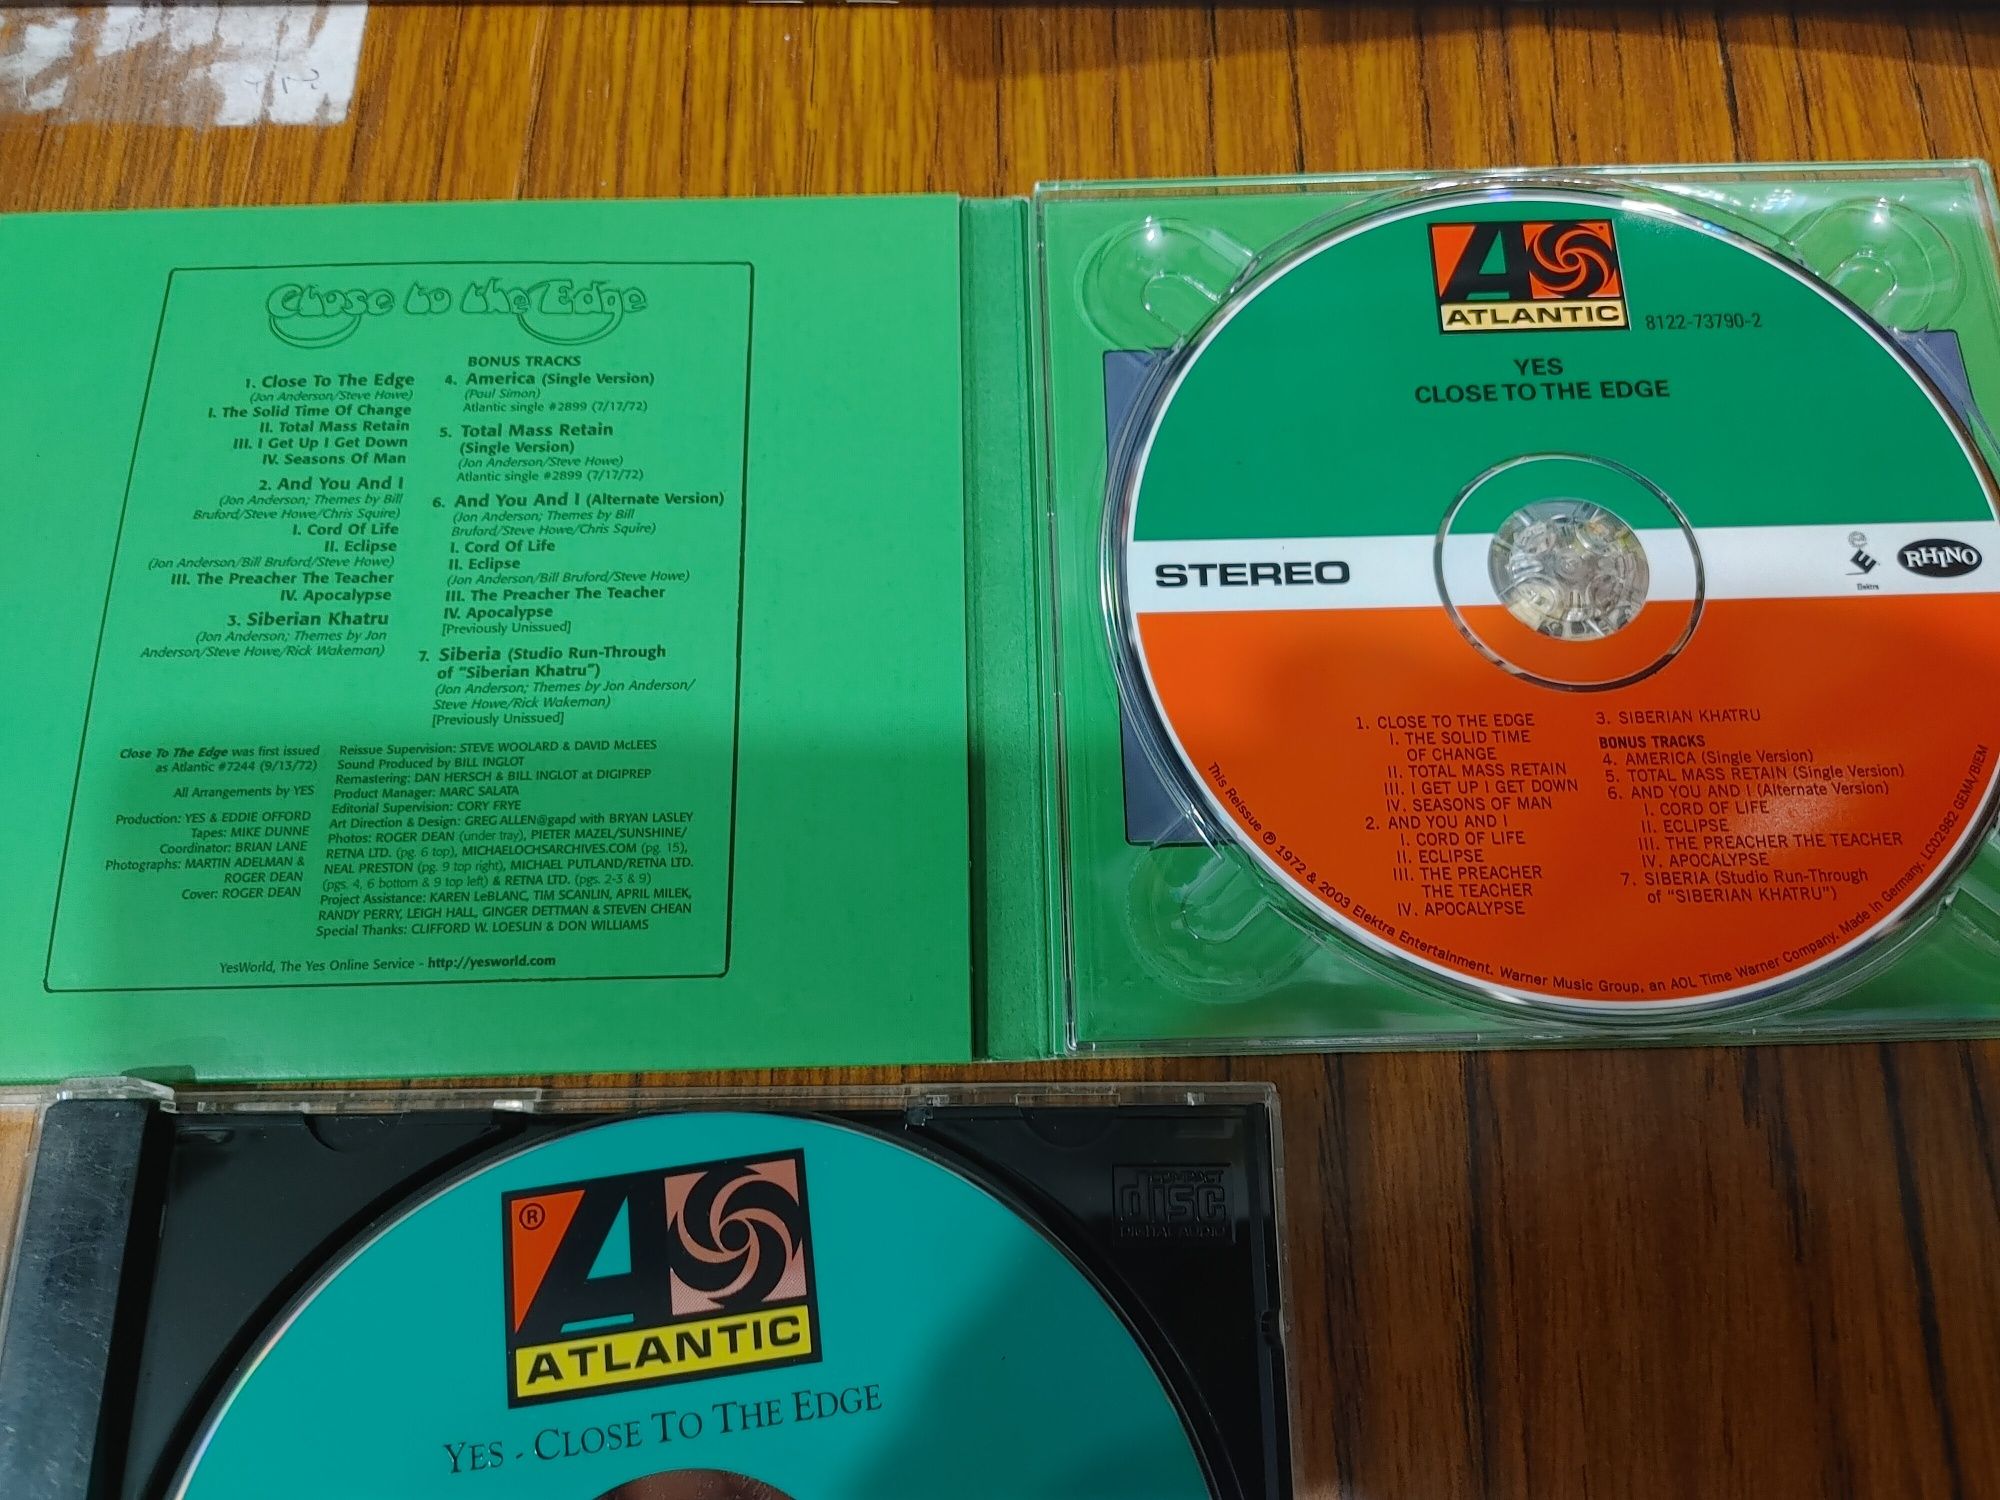 Close to the Edge
1. Close To The Edge
(Jon Anderson/Steve Howe)
I. The Solid Time Of Change
II. Total Mass Retain
III. I Get Up I Get Down
IV. Seasons Of Man
2. And You And I
(Jon Anderson; Themes by Bill
Bruford/Steve Howe/Chris Squire)
I. Cord Of Life
II. Eclipse
(Jon Anderson/Bill Bruford/Steve Howe)
III. The Preacher The Teacher
IV. Apocalypse
3. Siberian Khatru
(Jon Anderson; Themes by Jon
Anderson/Steve Howe/Rick Wakeman)
BONUS TRACKS
4. America (Single Version)
(Paul Simon)
Atlantic single #2899 (7/17/72)
5. Total Mass Retain
(Single Version)
(Jon Anderson/Steve Howe)
Atlantic single #2899 (7/17/72)
6. And You And I (Alternate Version)
(Jon Anderson; Themes by Bill
Bruford/Steve Howe/Chris Squire)
I. Cord Of Life
II. Eclipse
(Jon Anderson/Bill Bruford/Steve Howe)
III. The Preacher The Teacher
IV. Apocalypse
[Previously Unissued]
7. Siberia (Studio Run-Through
of "Siberian Khatru")
(Jon Anderson; Themes by Jon Anderson/
Steve Howe/Rick Wakeman)
[Previously Unissued]
Close To The Edge was first issued
as Atlantic #7244 (9/13/72)
All Arrangements by YES
Production: YES & EDDIE OFFORD
Tapes: MIKE DUNNE
Coordinator: BRIAN LANE
Photographs: MARTIN ADELMAN &
ROGER DEAN
Cover: ROGER DEAN
Reissue Supervision: STEVE WOOLARD & DAVID McLEES
Sound Produced by BILL INGLOT
Remastering: DAN HERSCH & BILL INGLOT at DIGIPREP
Product Manager: MARC SALATA
Editorial Supervision: CORY FRYE
Art Direction & Design: GREG ALLEN@gapd with BRYAN LASLEY
Photos: ROGER DEAN (under tray), PIETER MAZEL/SUNSHINE/
RETNA LTD. (pg. 6 top), MICHAELOCHSARCHIVES.COM (pg. 15),
NEAL PRESTON (pg. 9 top right), MICHAEL PUTLAND/RETNA LTD.
(pgs. 4, 6 bottom & 9 top left) & RETNA LTD. (pgs. 2-3 & 9)
Project Assistance: KAREN LeBLANC, TIM SCANLIN, APRIL MILEK,
RANDY PERRY, LEIGH HALL, GINGER DETTMAN & STEVEN CHEAN
Special Thanks: CLIFFORD W. LOESLIN & DON WILLIAMS
YesWorld, The Yes Online Service - http://yesworld.com
ATLANTIC
8122-73790-2
YES
CLOSE TO THE EDGE
STEREO
Elektra
RHINO
1. CLOSE TO THE EDGE
I. THE SOLID TIME
OF CHANGE
II. TOTAL MASS RETAIN
III. I GET UP I GET DOWN
IV. SEASONS OF MAN
2. AND YOU AND I
I. CORD OF LIFE
II. ECLIPSE
III. THE PREACHER
THE TEACHER
IV. APOCALYPSE
3. SIBERIAN KHATRU
BONUS TRACKS
4. AMERICA (Single Version)
5. TOTAL MASS RETAIN (Single Version)
6. AND YOU AND I (Alternate Version)
I. CORD OF LIFE
II. ECLIPSE
III. THE PREACHER THE TEACHER
IV. APOCALYPSE
7. SIBERIA (Studio Run-Through
of "SIBERIAN KHATRU")
This Reissue ℗ 1972 & 2003 Elektra Entertainment. Warner Music Group, an AOL Time Warner Company. Made in Germany. LC02982 GEMA/BIEM
COMPACT
disc
DIGITAL AUDIO
®
ATLANTIC
YES - CLOSE TO THE EDGE